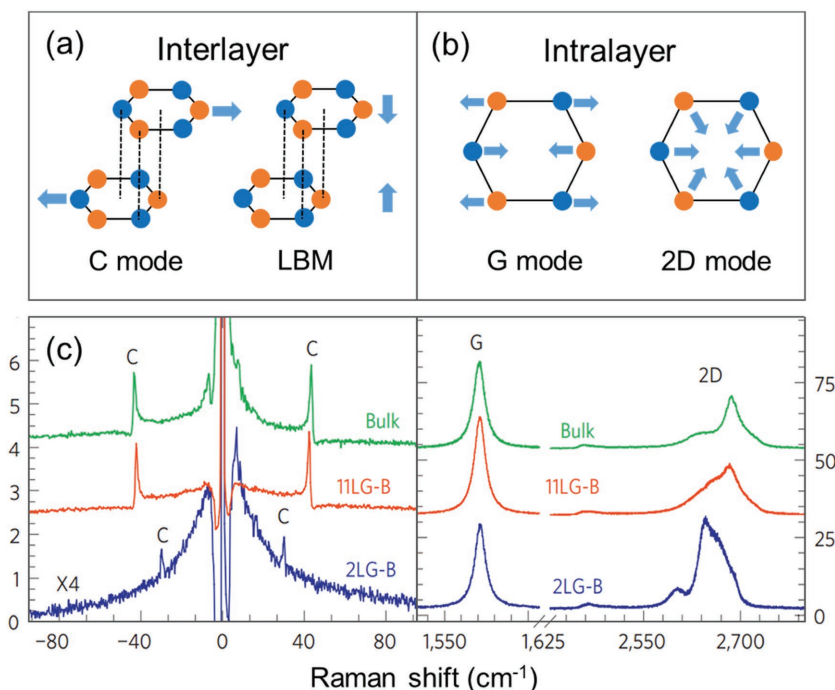 (a) Interlayer
C mode LBM
(b) Intralayer
G mode 2D mode
(c)
C C
Bulk
11LG-B
C C
X4 2LG-B
6
5
4
3
2
1
0
−80 −40 0 40 80
G
2D
Bulk
11LG-B
2LG-B
75
50
25
0
1,550 1,625 2,550 2,700
Raman shift (cm-1)